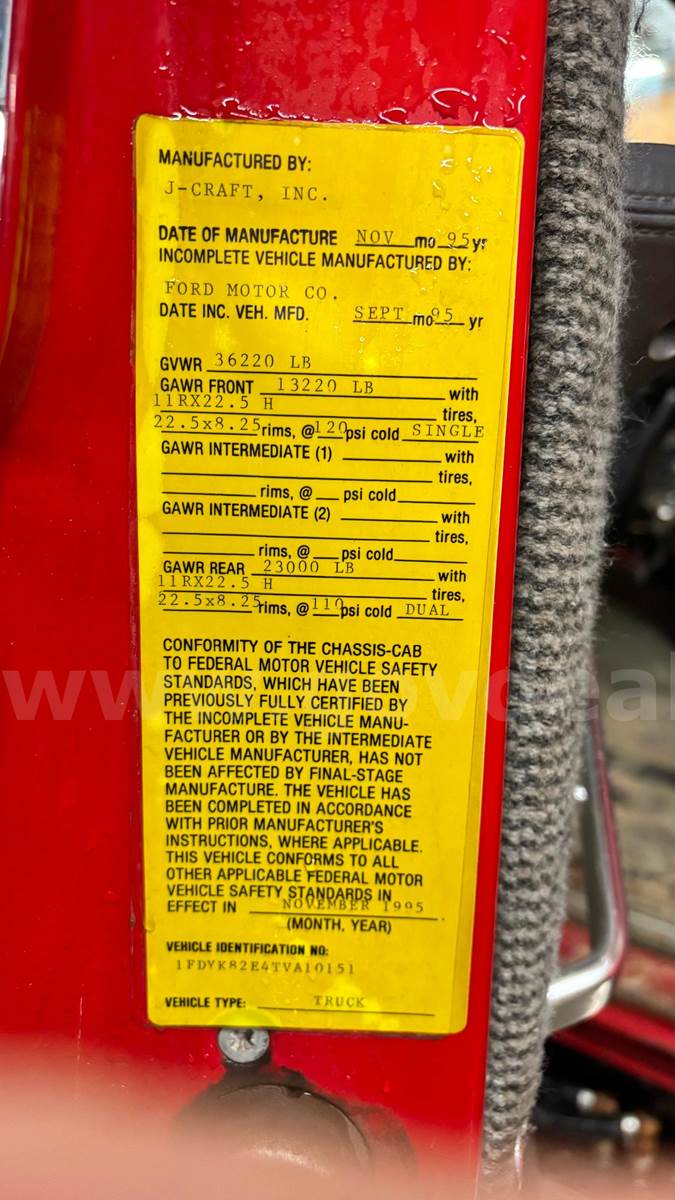 MANUFACTURED BY:
J-CRAFT, INC.
DATE OF MANUFACTURE NOV mo 95 yr
INCOMPLETE VEHICLE MANUFACTURED BY:
FORD MOTOR CO.
DATE INC. VEH. MFD. SEPT mo 95 yr
GVWR 36220 LB
GAWR FRONT 13220 LB with
11RX22.5 H tires,
22.5x8.25 rims, @ 120 psi cold SINGLE
GAWR INTERMEDIATE (1) with
tires,
rims, @ psi cold
GAWR INTERMEDIATE (2) with
tires,
rims, @ psi cold
GAWR REAR 23000 LB with
11RX22.5 H tires,
22.5x8.25 rims, @ 110 psi cold DUAL
CONFORMITY OF THE CHASSIS-CAB
TO FEDERAL MOTOR VEHICLE SAFETY
STANDARDS, WHICH HAVE BEEN
PREVIOUSLY FULLY CERTIFIED BY
THE INCOMPLETE VEHICLE MANU-
FACTURER OR BY THE INTERMEDIATE
VEHICLE MANUFACTURER, HAS NOT
BEEN AFFECTED BY FINAL-STAGE
MANUFACTURE. THE VEHICLE HAS
BEEN COMPLETED IN ACCORDANCE
WITH PRIOR MANUFACTURER'S
INSTRUCTIONS, WHERE APPLICABLE.
THIS VEHICLE CONFORMS TO ALL
OTHER APPLICABLE FEDERAL MOTOR
VEHICLE SAFETY STANDARDS IN
EFFECT IN NOVEMBER 1995
(MONTH, YEAR)
VEHICLE IDENTIFICATION NO:
1FDYK82E4TVA10151
VEHICLE TYPE: TRUCK